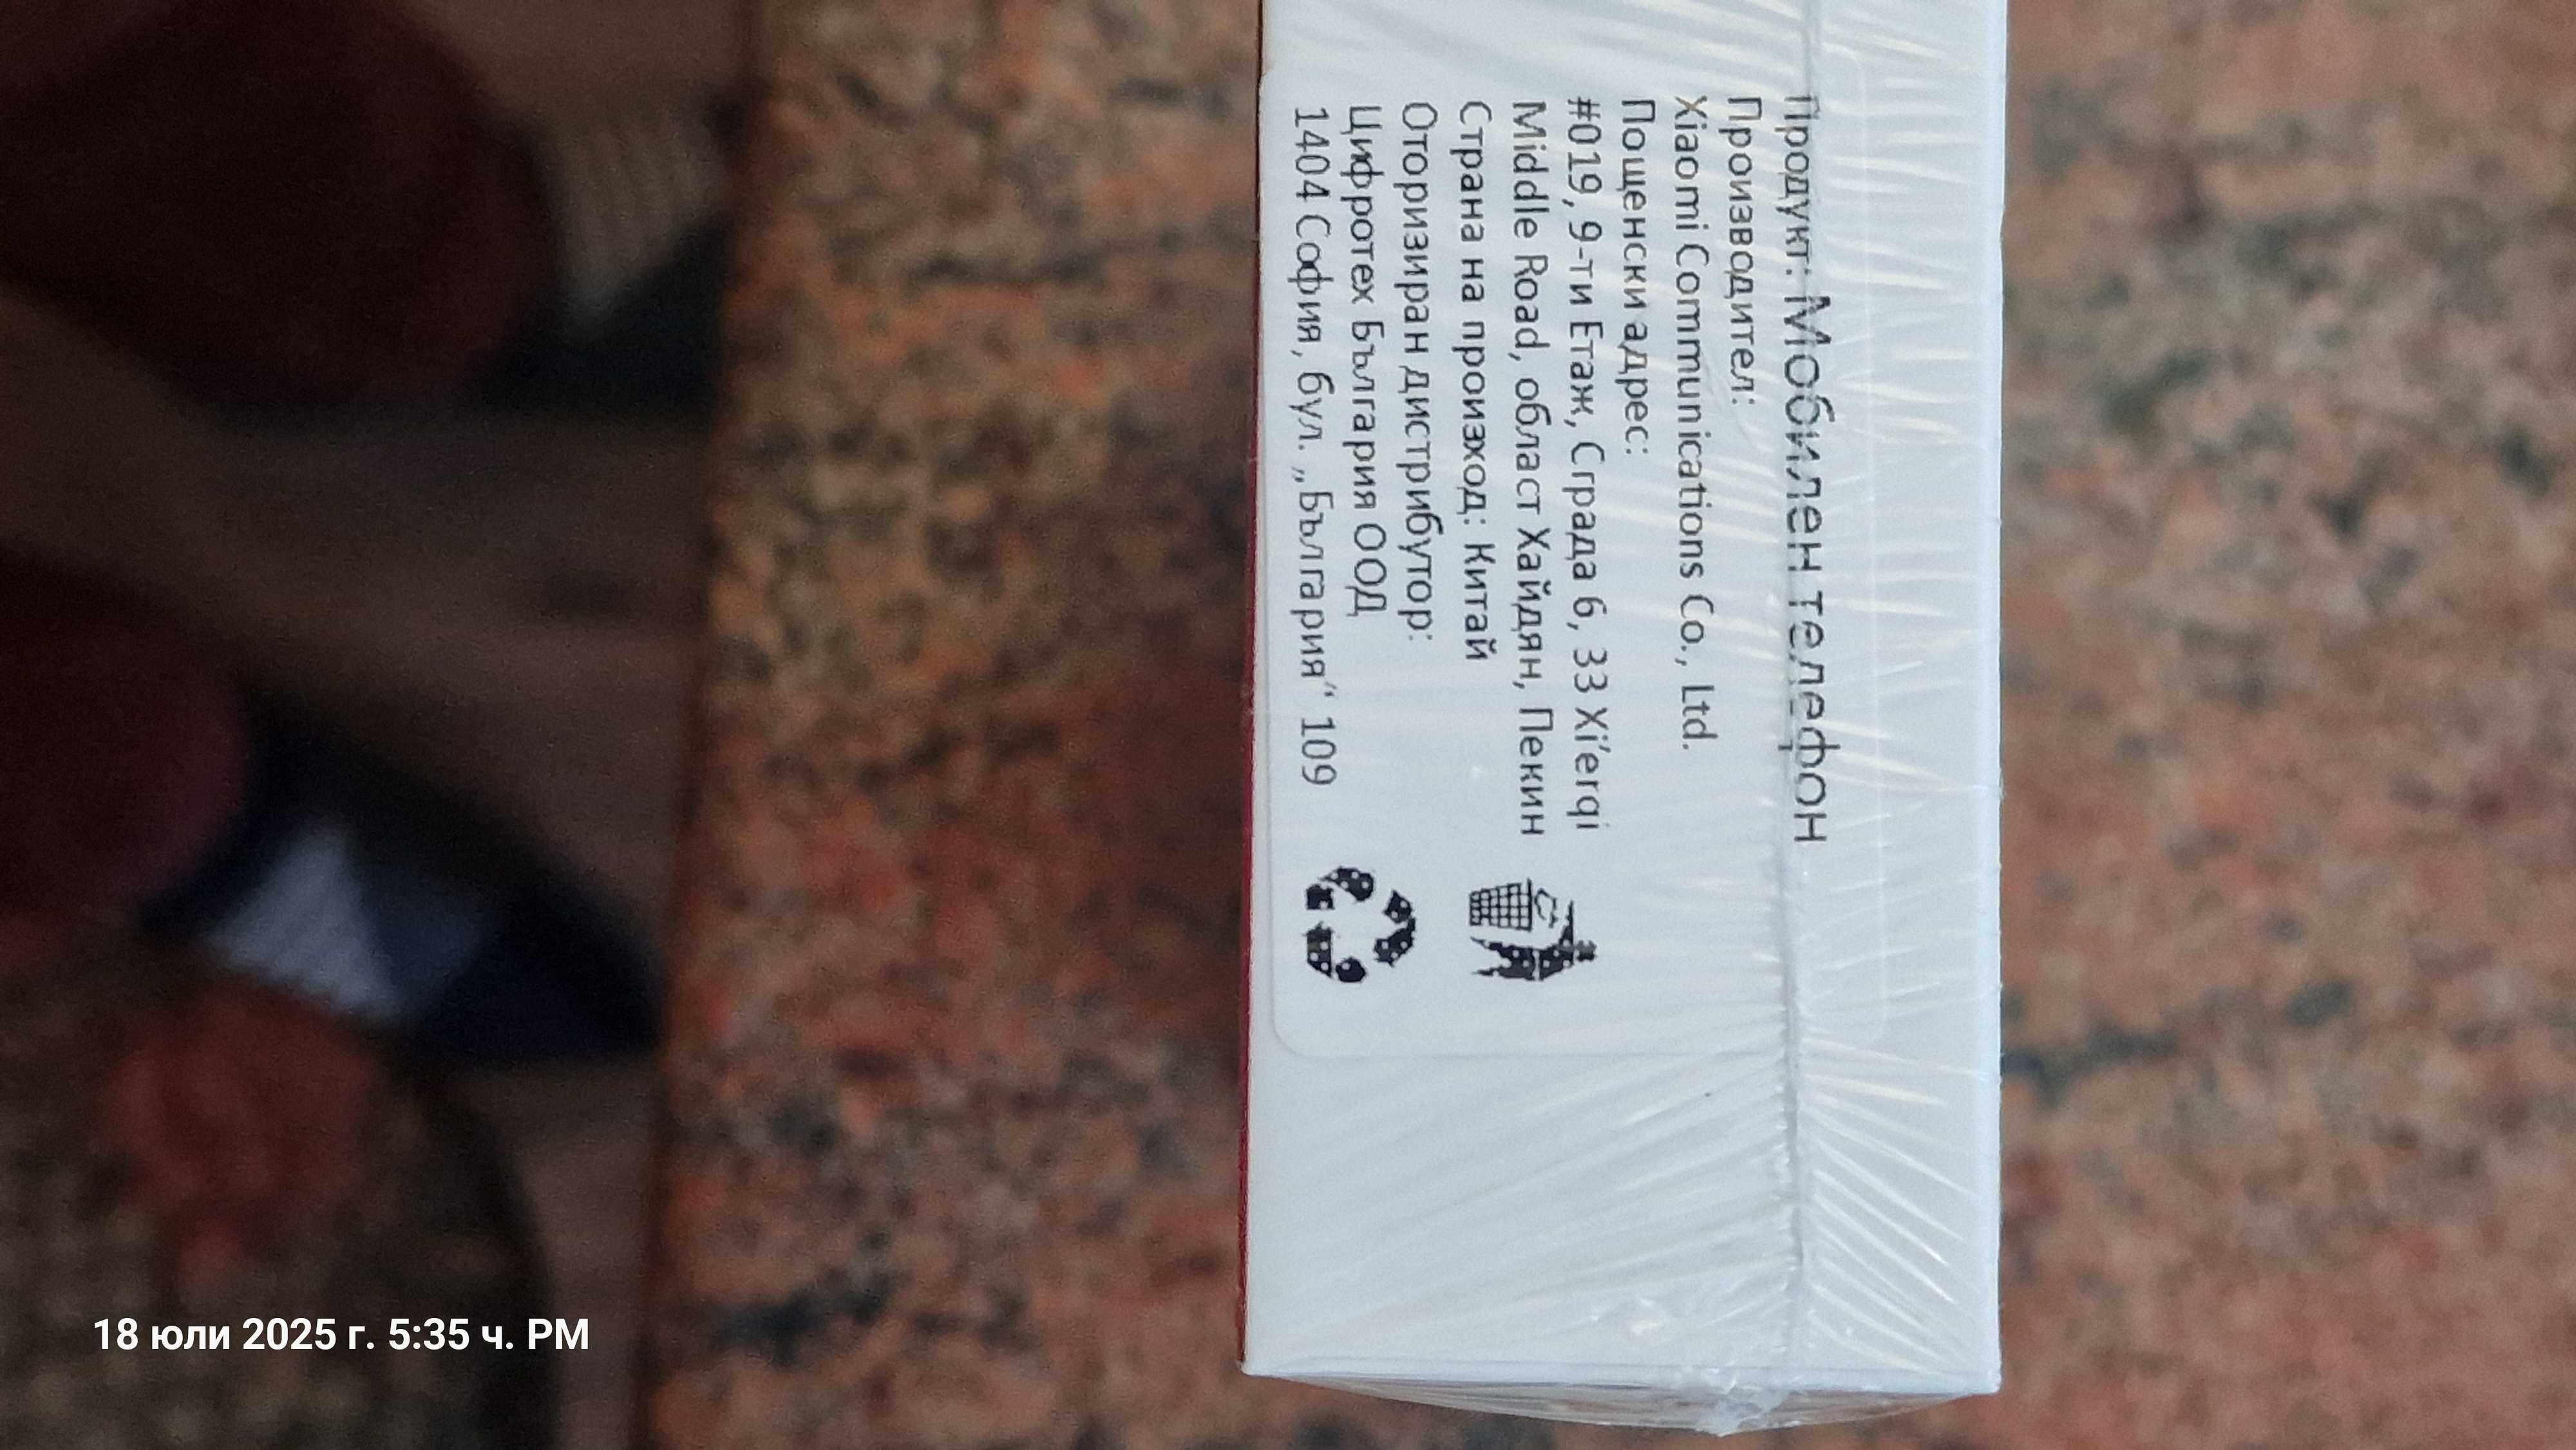 Продукт: Мобилен телефон
Производител:
Xiaomi Communications Co., Ltd.
Пощенски адрес:
#019, 9-ти Етаж, Сграда 6, 33 Xi'erqi
Middle Road, област Хайдян, Пекин
Страна на произход: Китай
Оторизиран дистрибутор:
Цифротех България ООД
1404 София, бул. „България“ 109
18 юли 2025 г. 5:35 ч. PM